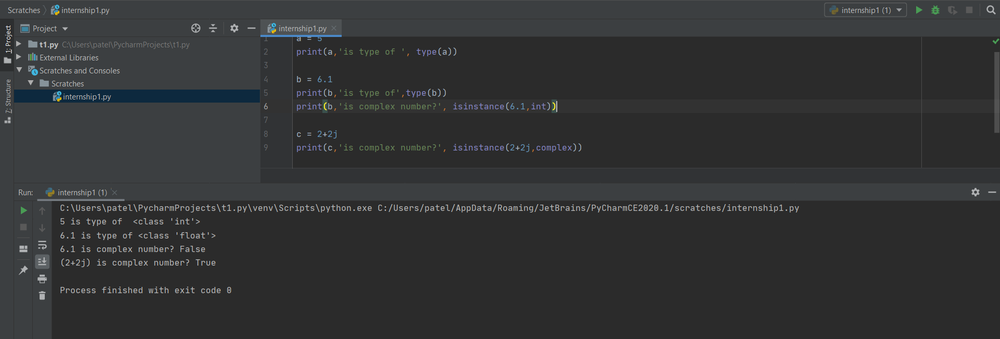 Scratches internship1.py internship1 (1)
1: Project
7: Structure
Project
t1.py C:\Users\patel\PycharmProjects\t1.py
External Libraries
Scratches and Consoles
Scratches
internship1.py
internship1.py
1 a = 5
2 print(a,'is type of ', type(a))
3
4 b = 6.1
5 print(b,'is type of',type(b))
6 print(b,'is complex number?', isinstance(6.1,int))
7
8 c = 2+2j
9 print(c,'is complex number?', isinstance(2+2j,complex))
Run: internship1 (1)
C:\Users\patel\PycharmProjects\t1.py\venv\Scripts\python.exe C:/Users/patel/AppData/Roaming/JetBrains/PyCharmCE2020.1/scratches/internship1.py
5 is type of  <class 'int'>
6.1 is type of <class 'float'>
6.1 is complex number? False
(2+2j) is complex number? True
Process finished with exit code 0